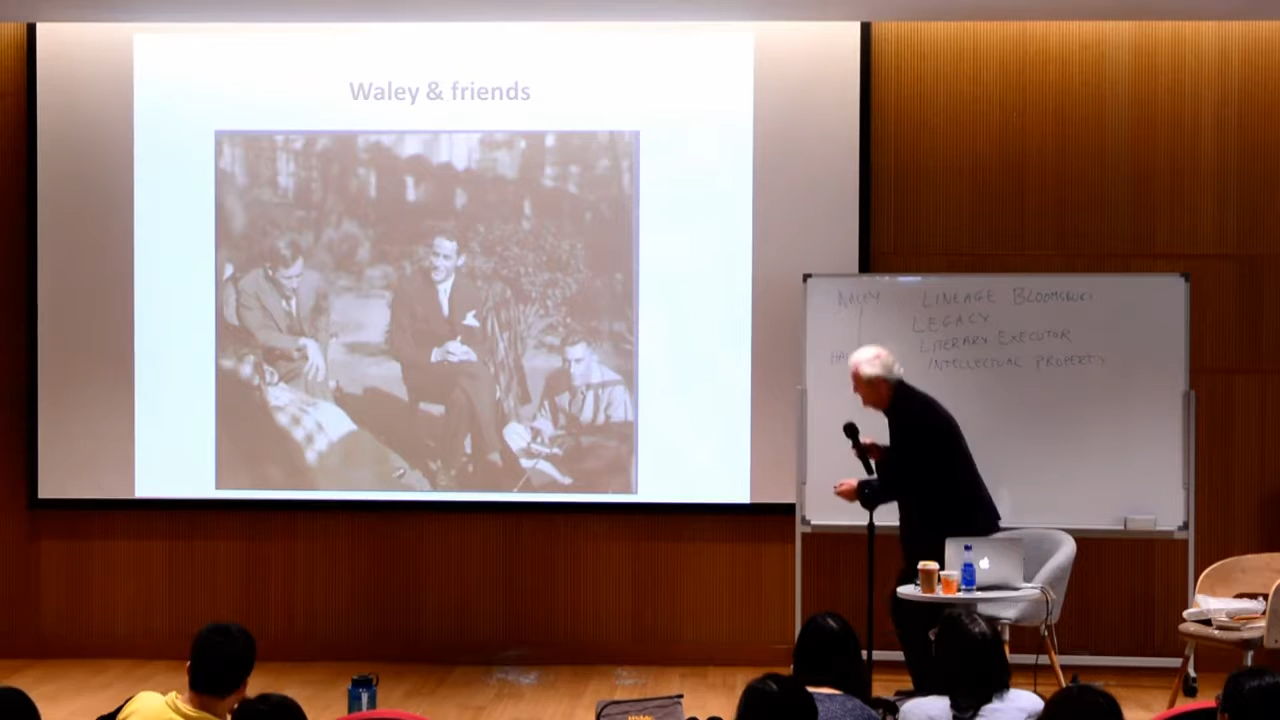 Waley & friends
WALEY LINEAGE BLOOMSBURY
LEGACY
LITERARY EXECUTOR
INTELLECTUAL PROPERTY